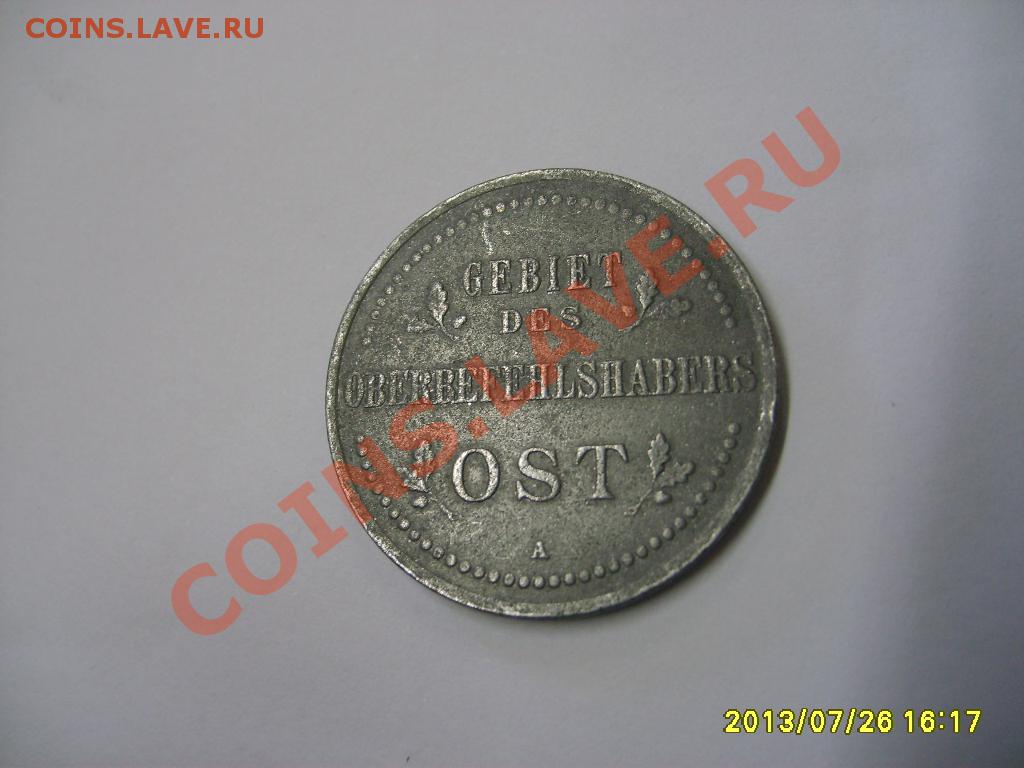 COINS.LAVE.RU
GEBIET
DES
OBERBEFEHLSHABERS
OST
A
COINS.LAVE.RU
2013/07/26 16:17